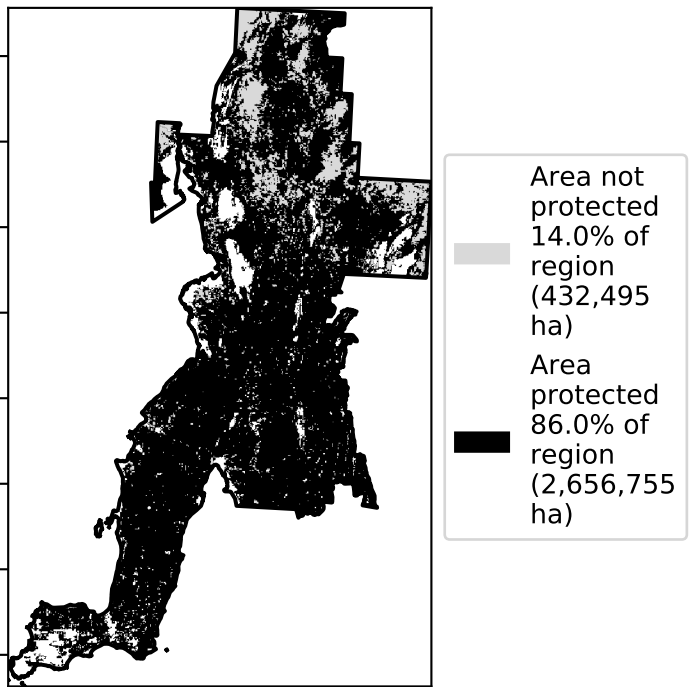 Area not
protected
14.0% of
region
(432,495
ha)
Area
protected
86.0% of
region
(2,656,755
ha)